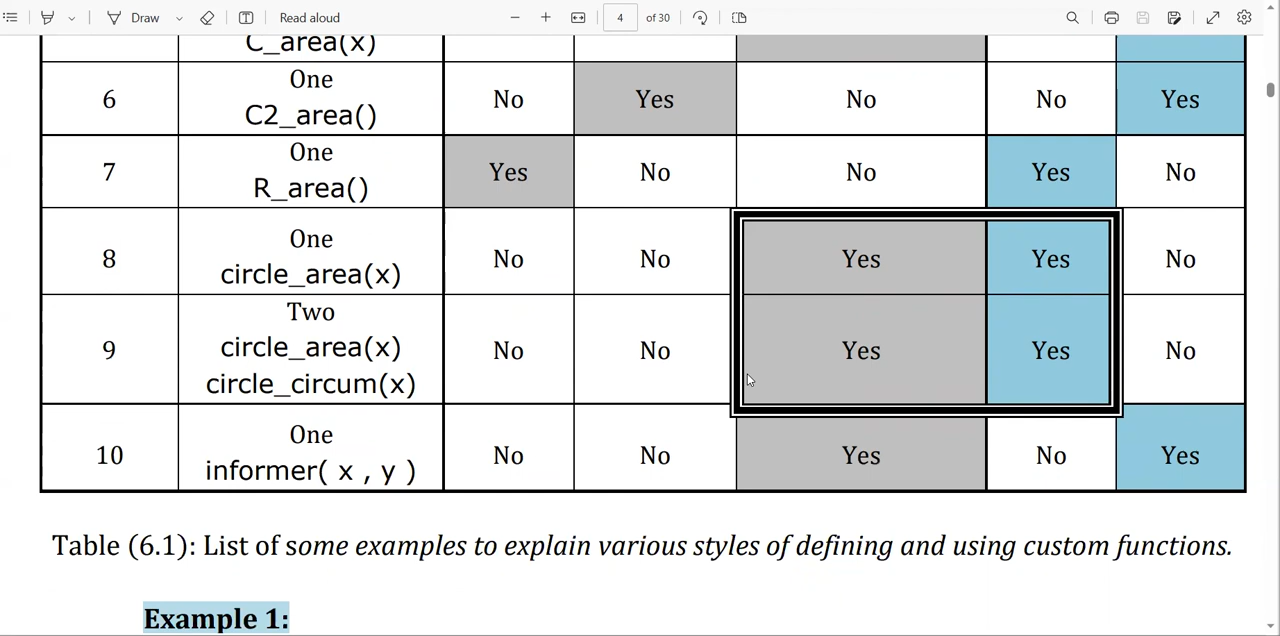 Draw Read aloud 4 of 30
C_area(x)
6 One No Yes No No Yes
C2_area()
7 One Yes No No Yes No
R_area()
8 One No No Yes Yes No
circle_area(x)
9 Two No No Yes Yes No
circle_area(x)
circle_circum(x)
10 One No No Yes No Yes
informer( x , y )
Table (6.1): List of some examples to explain various styles of defining and using custom functions.
Example 1: